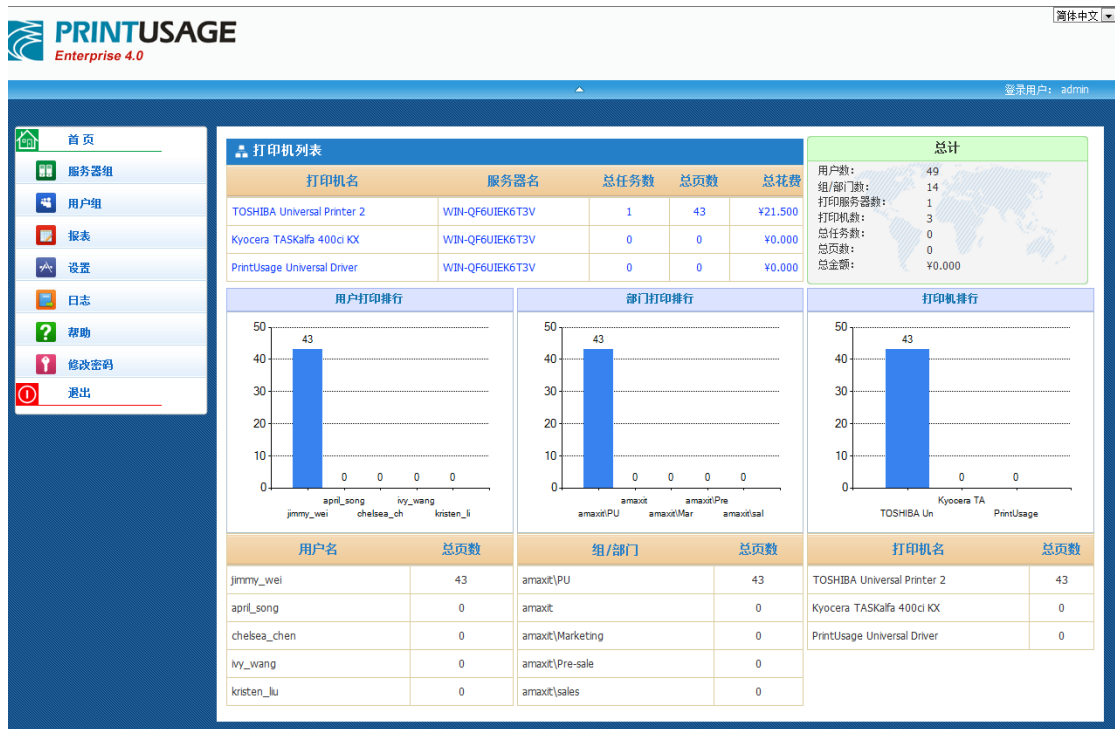 简体中文
PRINTUSAGE
Enterprise 4.0
登录用户： admin
首页
服务器组
用户组
报表
设置
日志
帮助
修改密码
退出
打印机列表
打印机名 服务器名 总任务数 总页数 总花费
TOSHIBA Universal Printer 2 WIN-QF6UIEK6T3V 1 43 ¥21.500
Kyocera TASKalfa 400ci KX WIN-QF6UIEK6T3V 0 0 ¥0.000
PrintUsage Universal Driver WIN-QF6UIEK6T3V 0 0 ¥0.000
总计
用户数： 49
组/部门数： 14
打印服务器数： 1
打印机数： 3
总任务数： 0
总页数： 0
总金额： ¥0.000
用户打印排行
50
43
40
30
20
10
0 0 0 0
0
april_song ivy_wang
jimmy_wei chelsea_ch kristen_li
部门打印排行
50
43
40
30
20
10
0 0 0 0
0
amaxit amaxit\Pre
amaxit\PU amaxit\Mar amaxit\sal
打印机排行
50
43
40
30
20
10
0 0
0
Kyocera TA
TOSHIBA Un PrintUsage
用户名 总页数
jimmy_wei 43
april_song 0
chelsea_chen 0
ivy_wang 0
kristen_liu 0
组/部门 总页数
amaxit\PU 43
amaxit 0
amaxit\Marketing 0
amaxit\Pre-sale 0
amaxit\sales 0
打印机名 总页数
TOSHIBA Universal Printer 2 43
Kyocera TASKalfa 400ci KX 0
PrintUsage Universal Driver 0